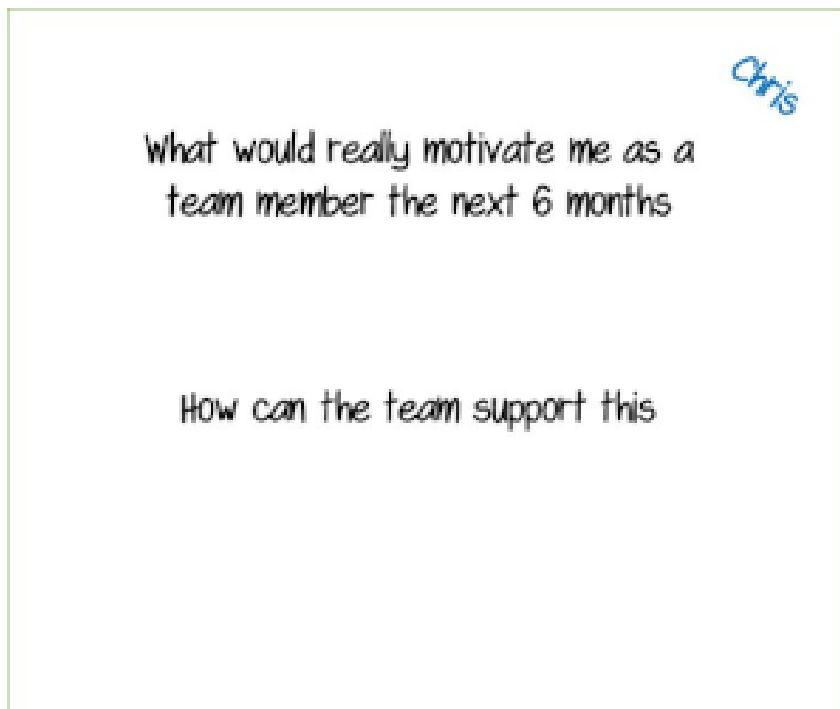 Chris
What would really motivate me as a
team member the next 6 months
How can the team support this